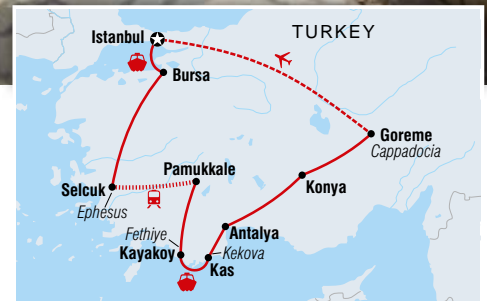 TURKEY
Istanbul
Bursa
Goreme
Cappadocia
Pamukkale
Konya
Selcuk
Ephesus
Fethiye
Antalya
Kayakoy
Kekova
Kas